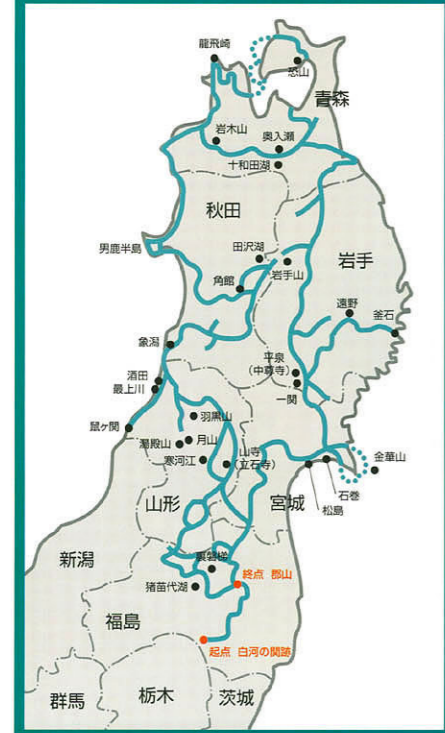 龍飛崎
恐山
青森
岩木山
奥入瀬
十和田湖
秋田
男鹿半島
田沢湖
岩手山
岩手
角館
遠野
釜石
象潟
平泉
(中尊寺)
一関
酒田
最上川
鼠ヶ関
羽黒山
月山
湯殿山
寒河江
山寺
(立石寺)
金華山
石巻
松島
宮城
山形
新潟
裏磐梯
猪苗代湖
終点 郡山
福島
起点 白河の関跡
群馬
栃木
茨城